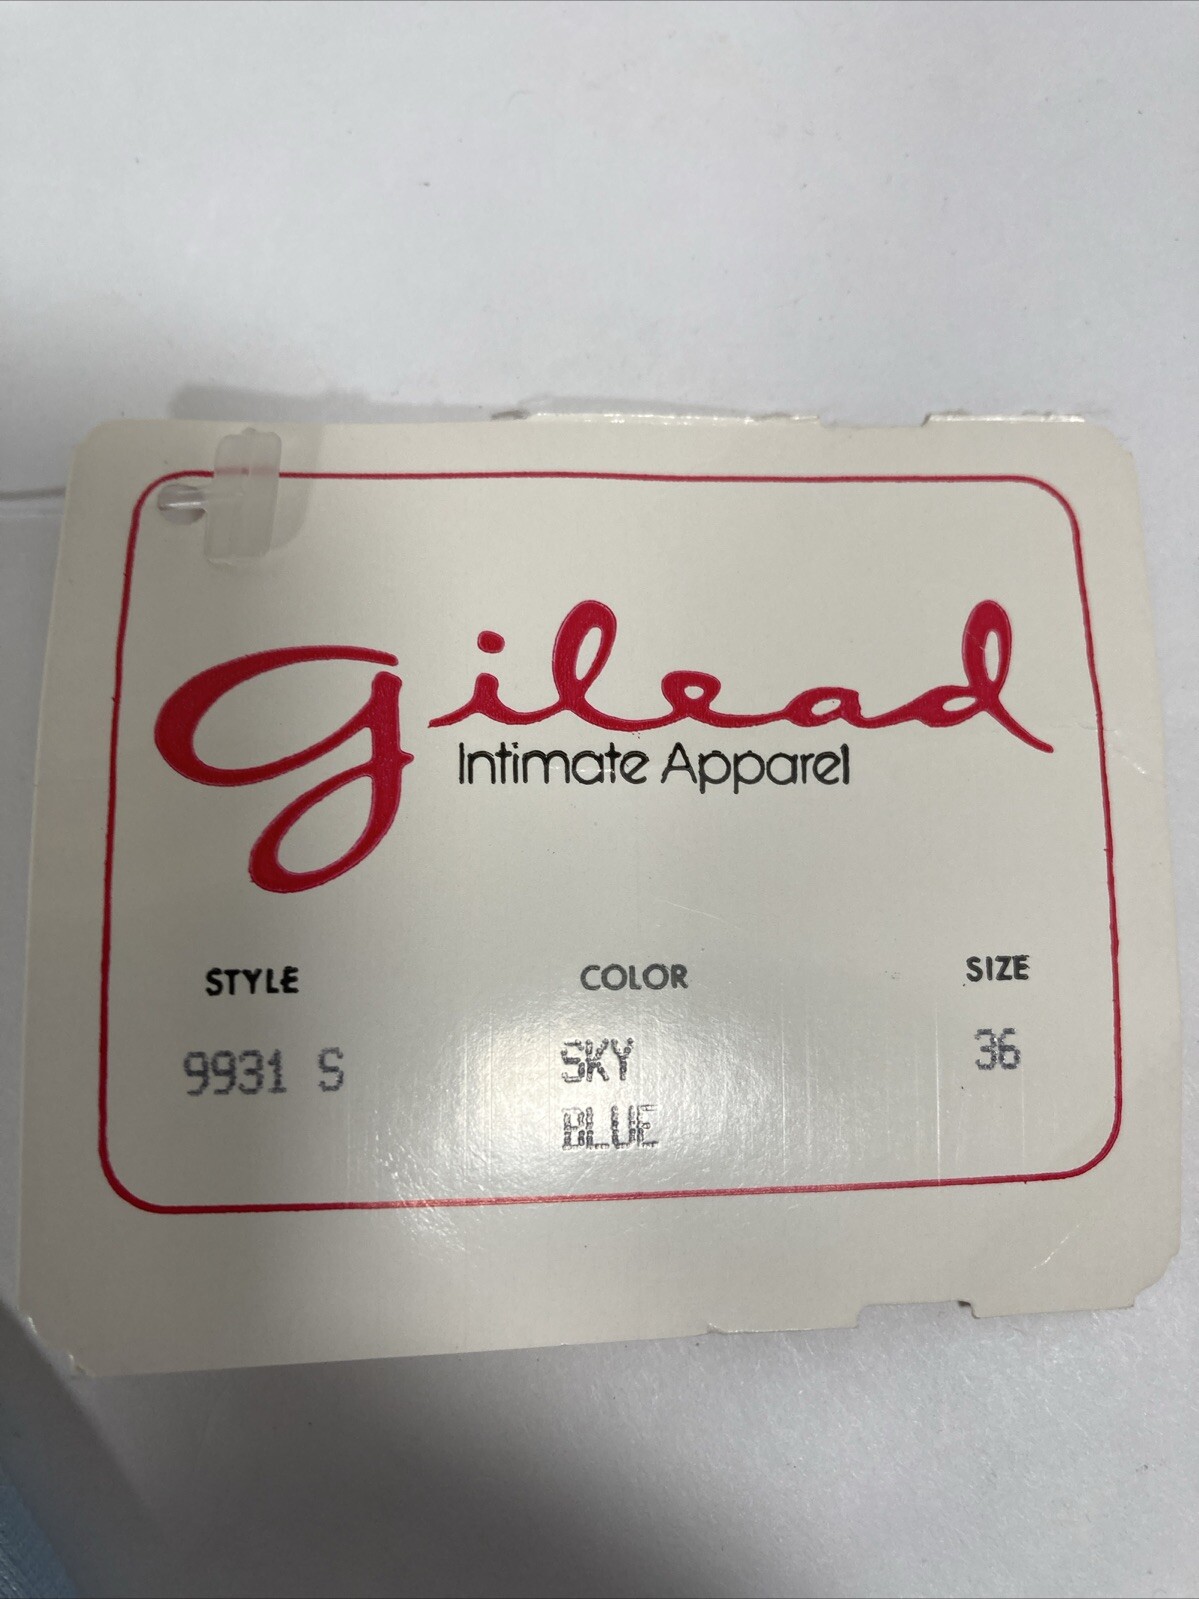 gilead
Intimate Apparel
STYLE COLOR SIZE
9931 S SKY 36
BLUE